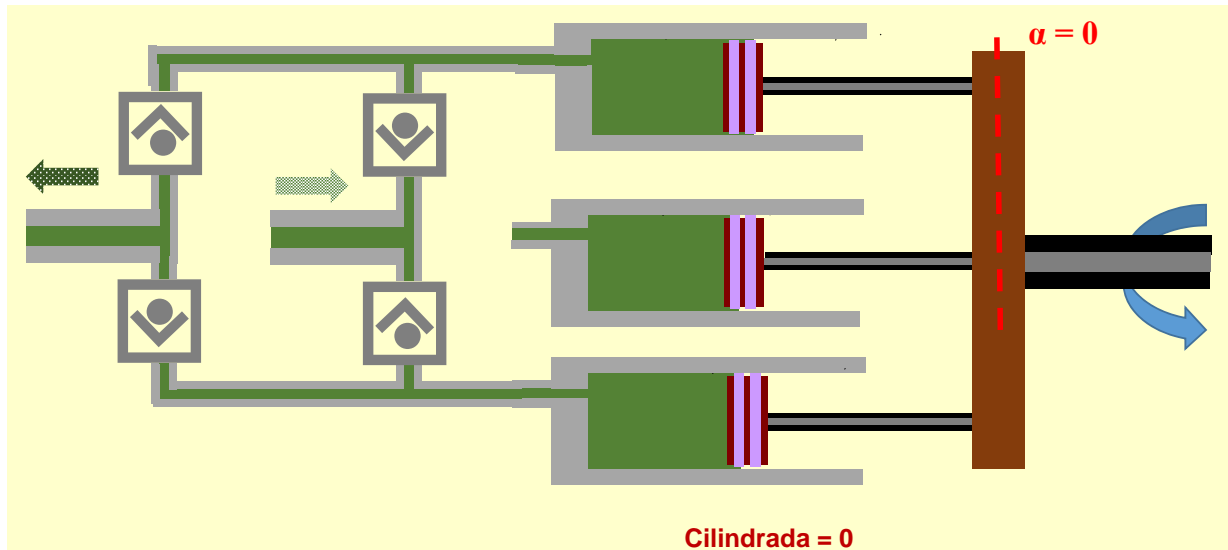 α = 0
Cilindrada = 0